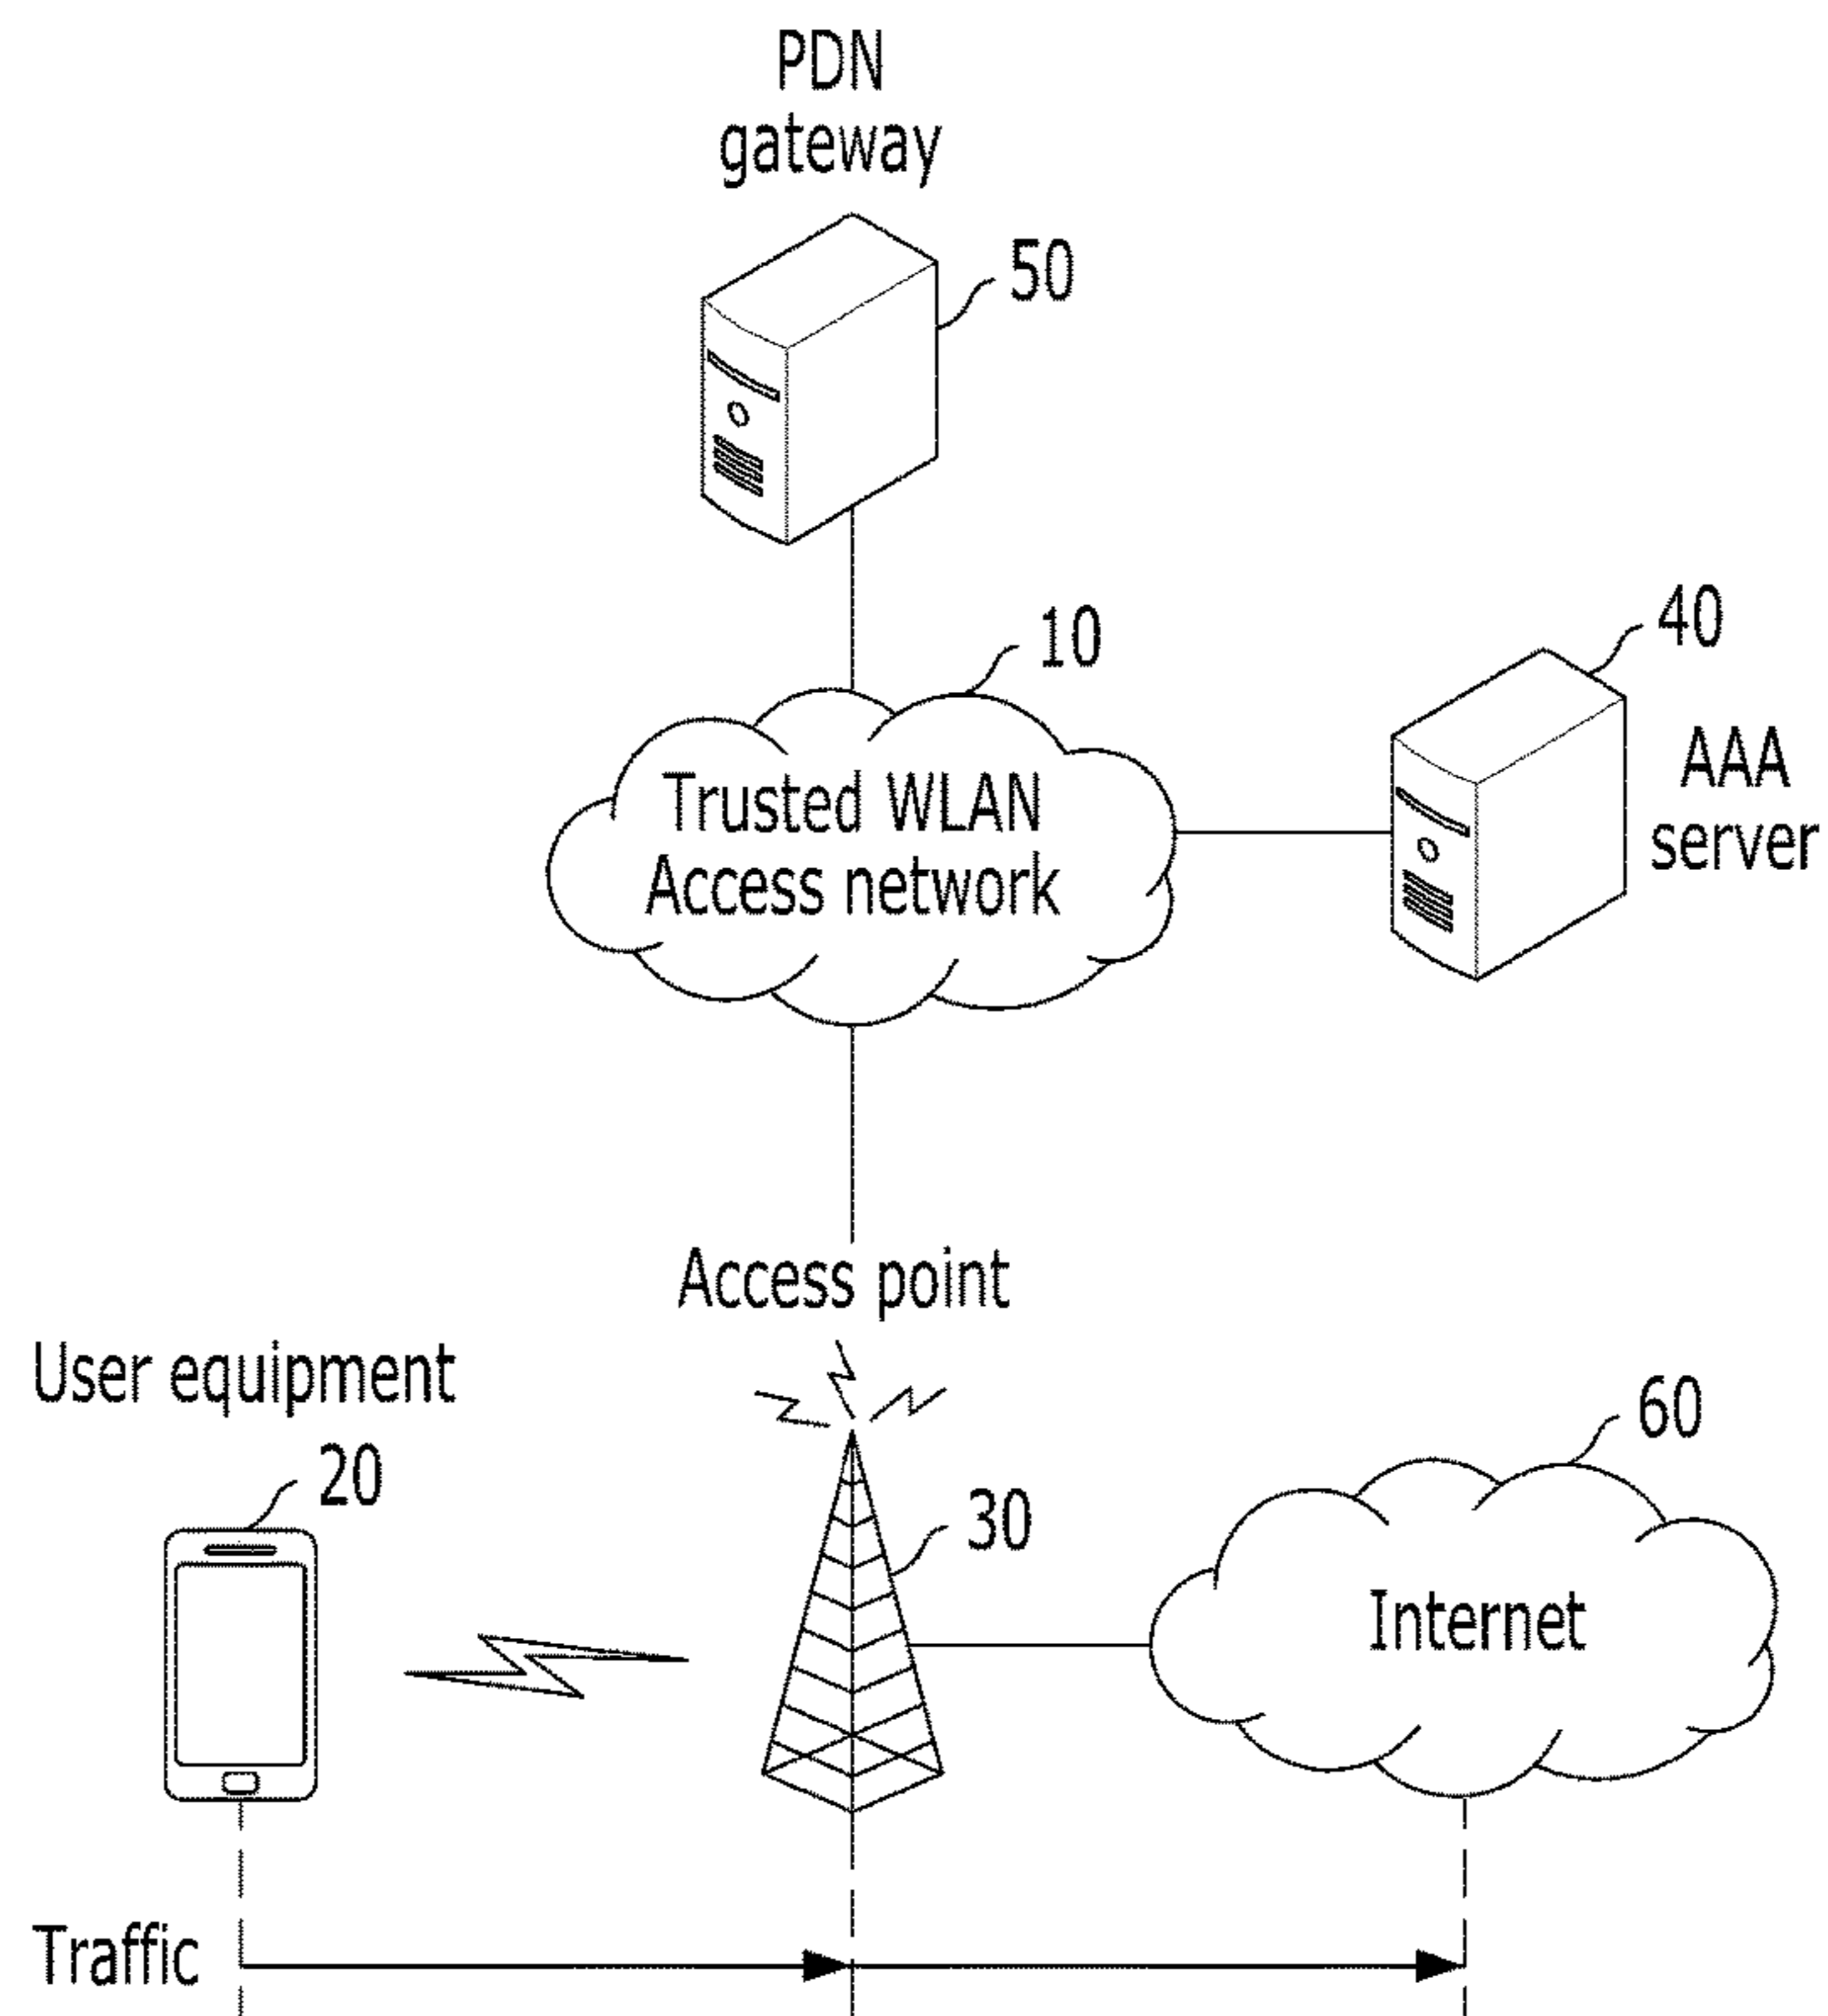 PDN
gateway
50
10
40
Trusted WLAN
Access network
AAA
server
Access point
User equipment
20
30
60
Internet
Traffic